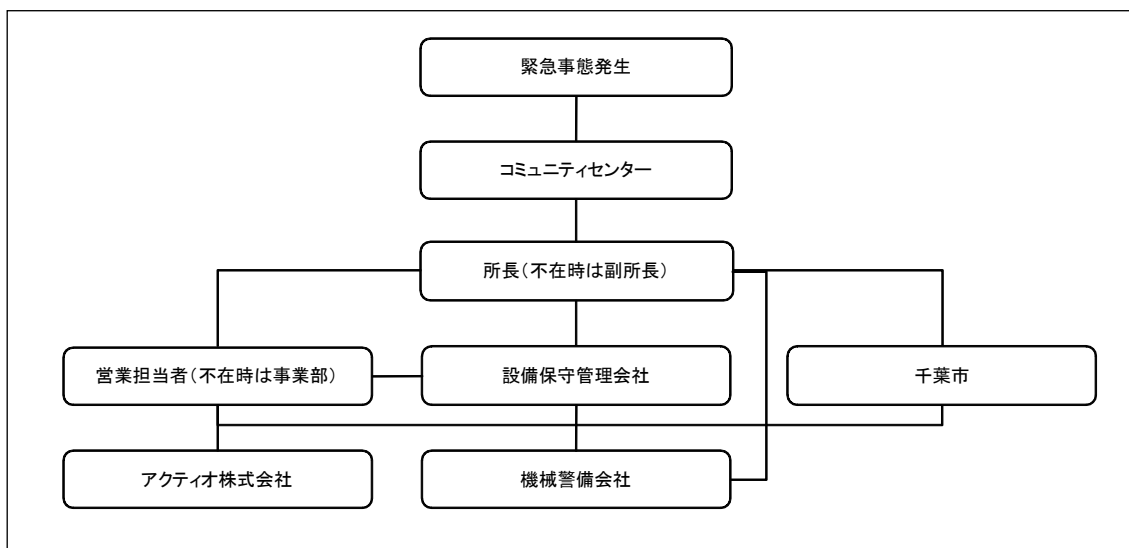 緊急事態発生
コミュニティセンター
所長(不在時は副所長)
営業担当者(不在時は事業部)
設備保守管理会社
千葉市
アクティオ株式会社
機械警備会社